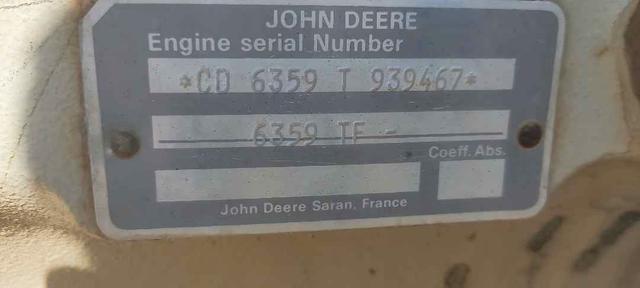 JOHN DEERE
Engine serial Number
*CD 6359 T 939467*
6359 TF -
Coeff. Abs.
John Deere Saran. France